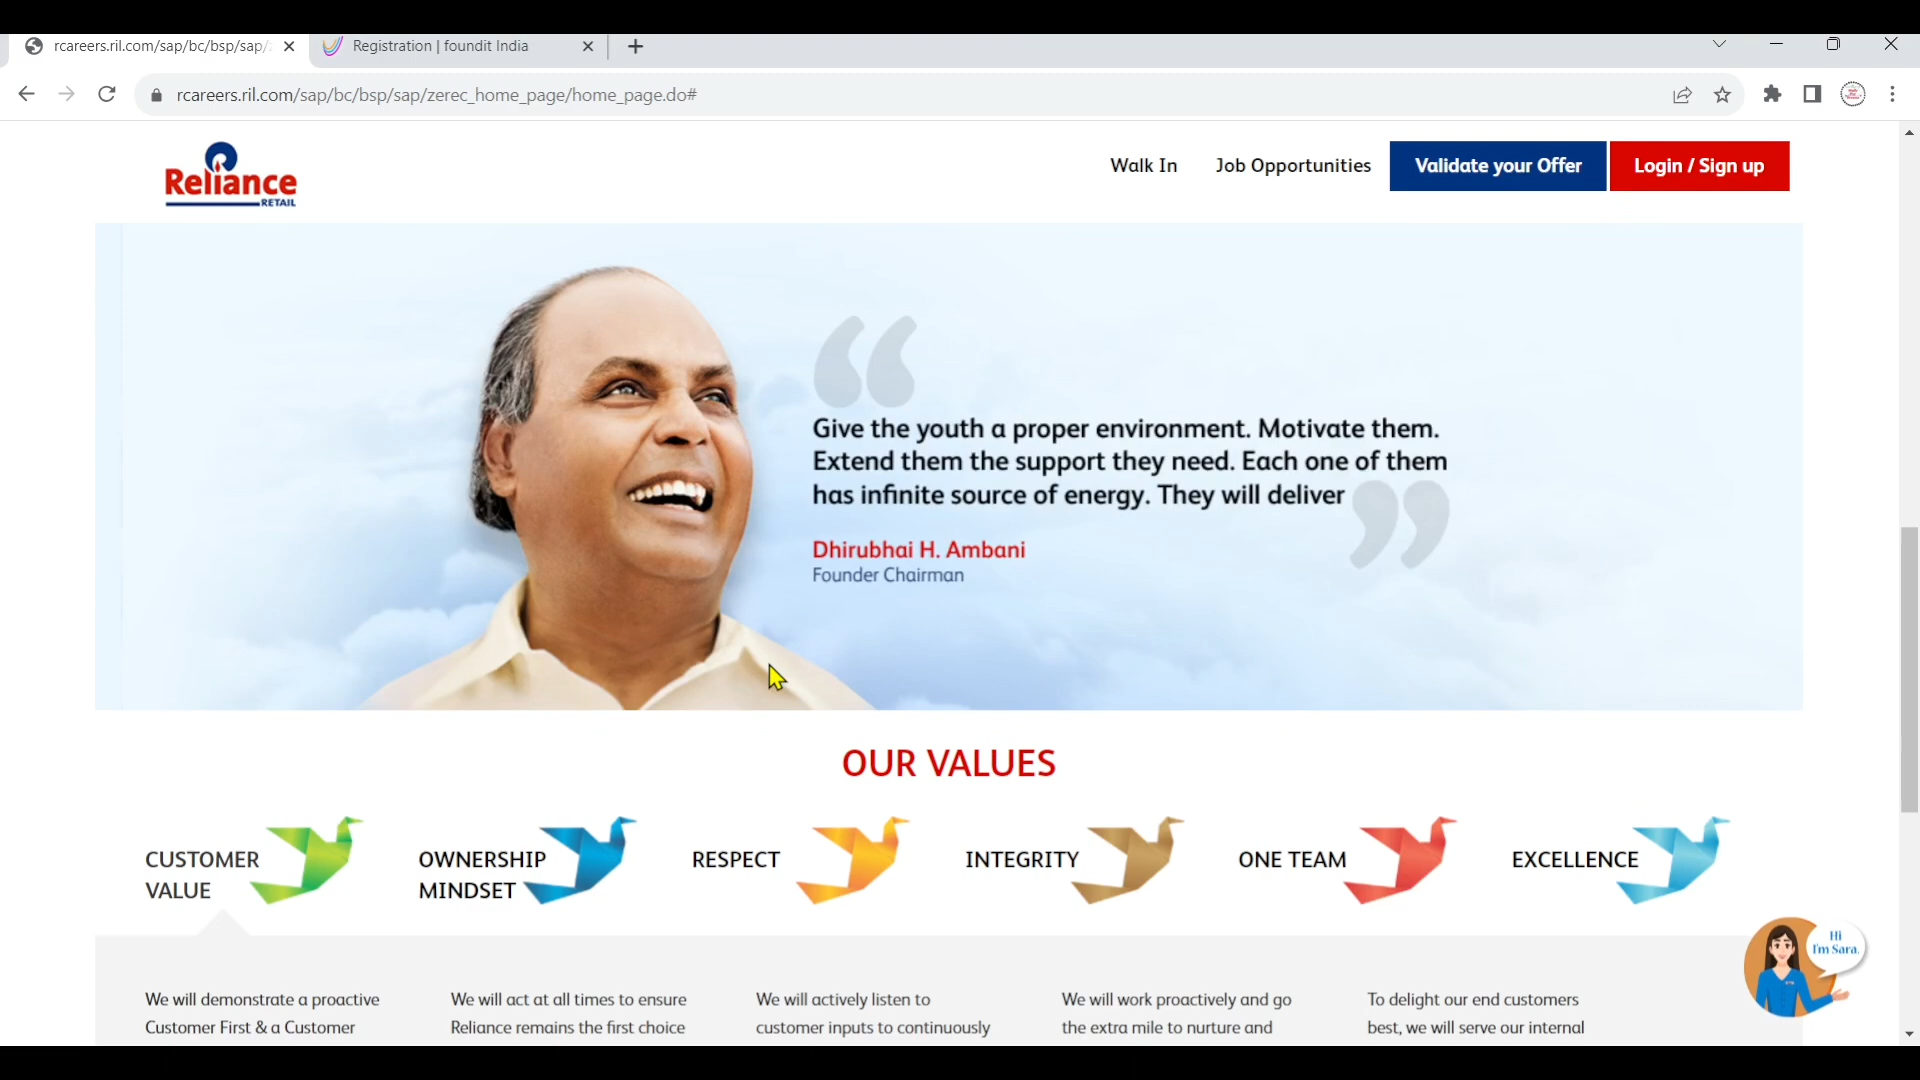 rcareers.ril.com/sap/bc/bsp/sap/
Registration | foundit India
rcareers.ril.com/sap/bc/bsp/sap/zerec_home_page/home_page.do#
Reliance
RETAIL
Walk In
Job Opportunities
Validate your Offer
Login / Sign up
“
Give the youth a proper environment. Motivate them.
Extend them the support they need. Each one of them
has infinite source of energy. They will deliver
”
Dhirubhai H. Ambani
Founder Chairman
OUR VALUES
CUSTOMER
VALUE
OWNERSHIP
MINDSET
RESPECT
INTEGRITY
ONE TEAM
EXCELLENCE
Hi
I'm Sara.
We will demonstrate a proactive
Customer First & a Customer
We will act at all times to ensure
Reliance remains the first choice
We will actively listen to
customer inputs to continuously
We will work proactively and go
the extra mile to nurture and
To delight our end customers
best, we will serve our internal